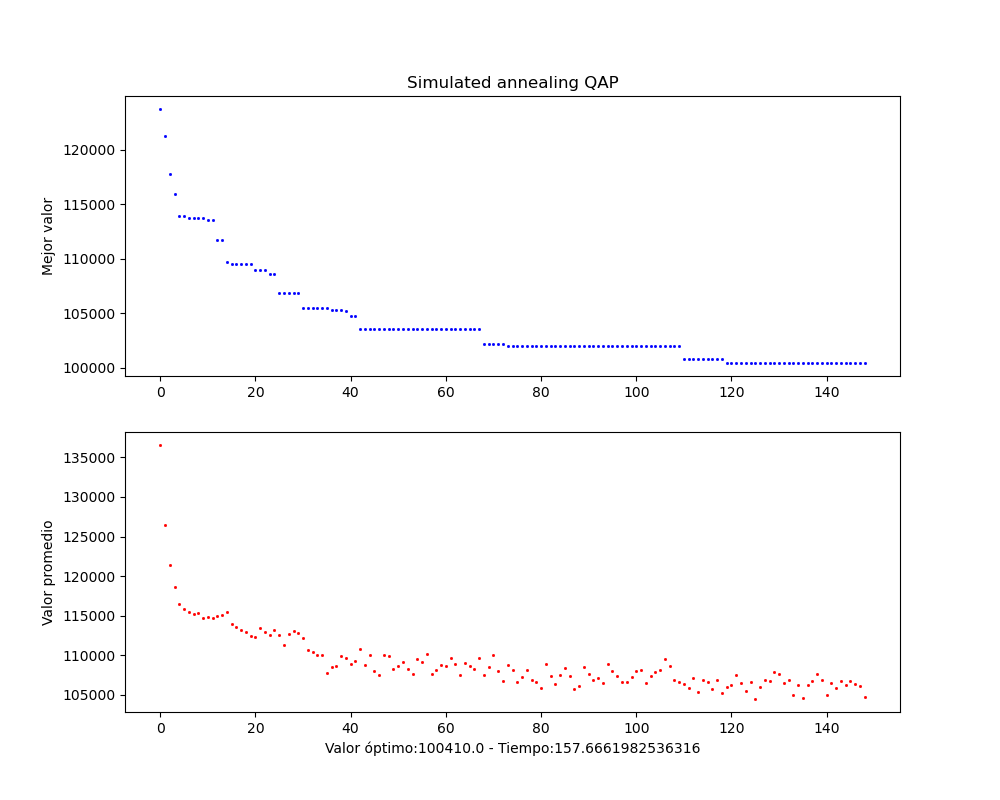 Simulated annealing QAP
Mejor valor
120000
115000
110000
105000
100000
0 20 40 60 80 100 120 140
Valor promedio
135000
130000
125000
120000
115000
110000
105000
0 20 40 60 80 100 120 140
Valor óptimo:100410.0 - Tiempo:157.6661982536316